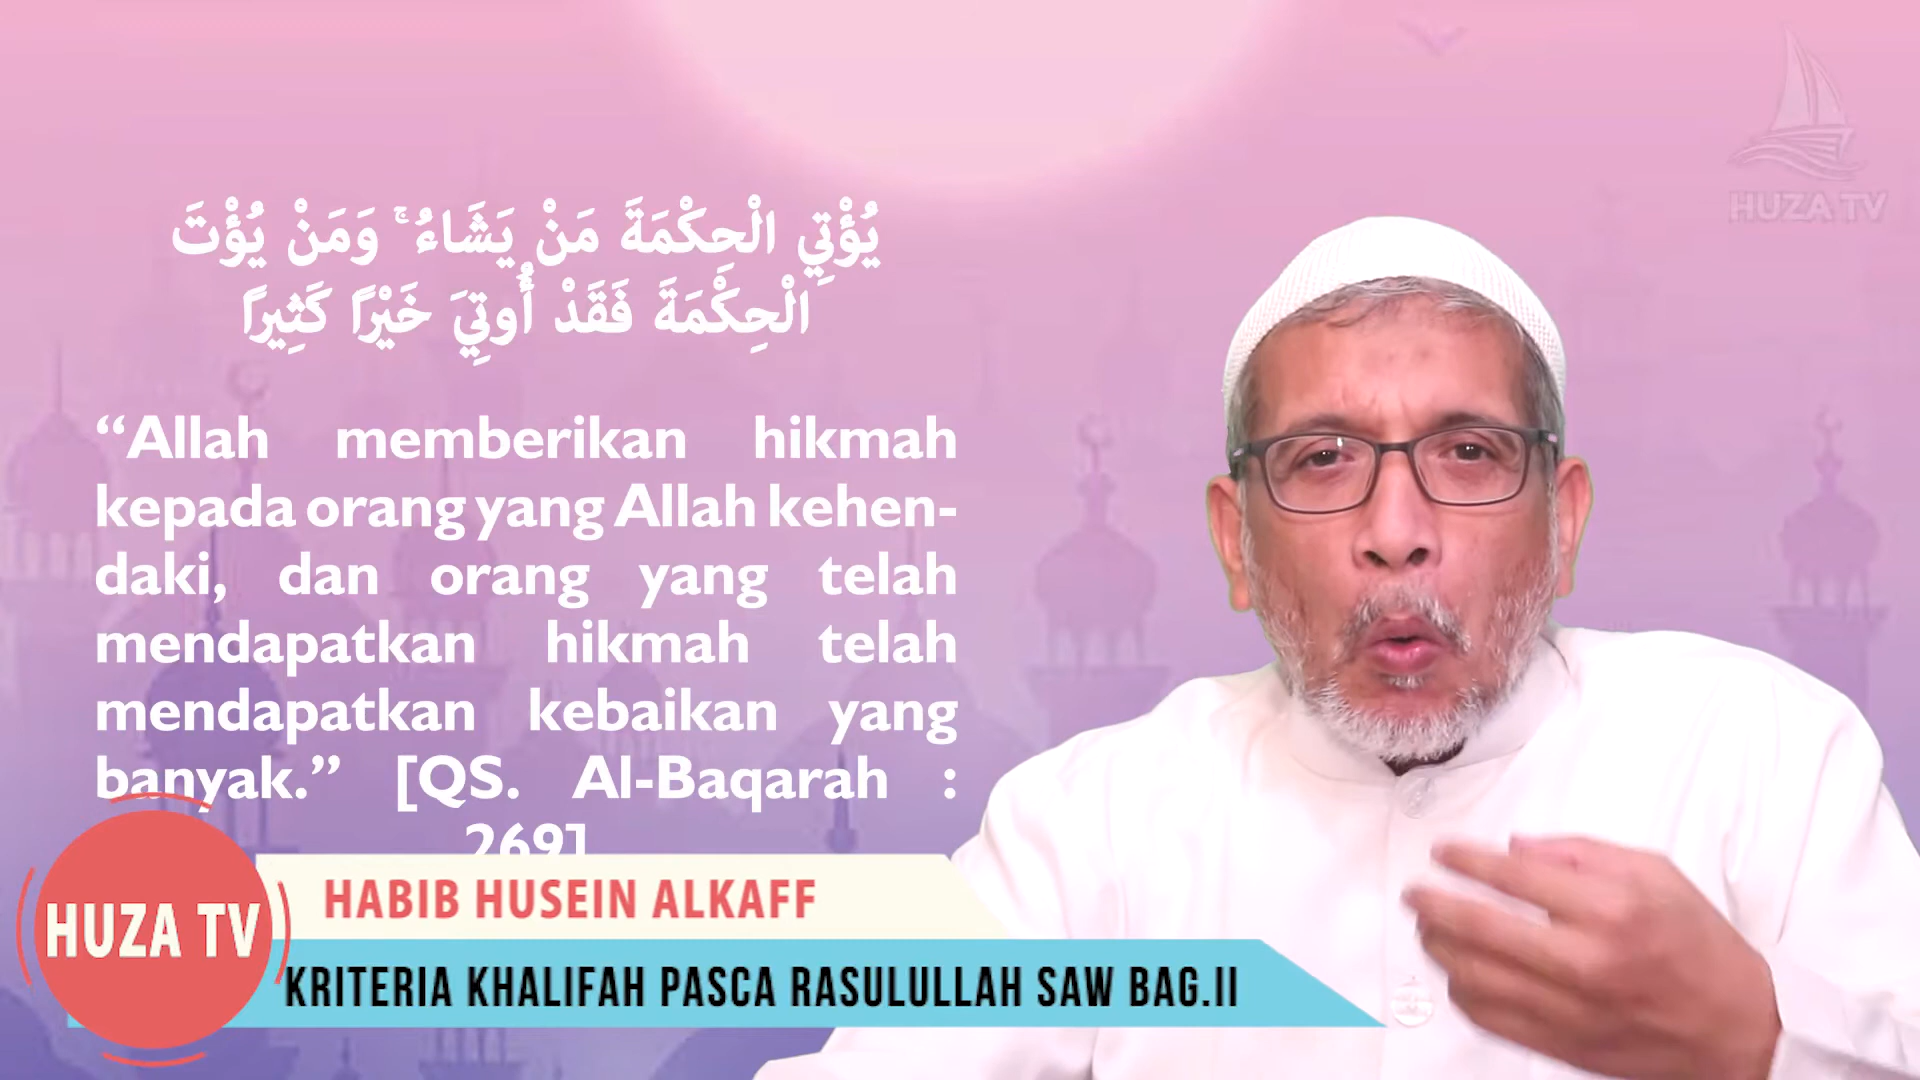 HUZA TV
يُؤْتِي الْحِكْمَةَ مَنْ يَشَاءُ ۚ وَمَنْ يُؤْتَ
الْحِكْمَةَ فَقَدْ أُوتِيَ خَيْرًا كَثِيرًا
“Allah memberikan hikmah
kepada orang yang Allah kehen-
daki, dan orang yang telah
mendapatkan hikmah telah
mendapatkan kebaikan yang
banyak.” [QS. Al-Baqarah :
269]
HABIB HUSEIN ALKAFF
HUZA TV
KRITERIA KHALIFAH PASCA RASULULLAH SAW BAG.II